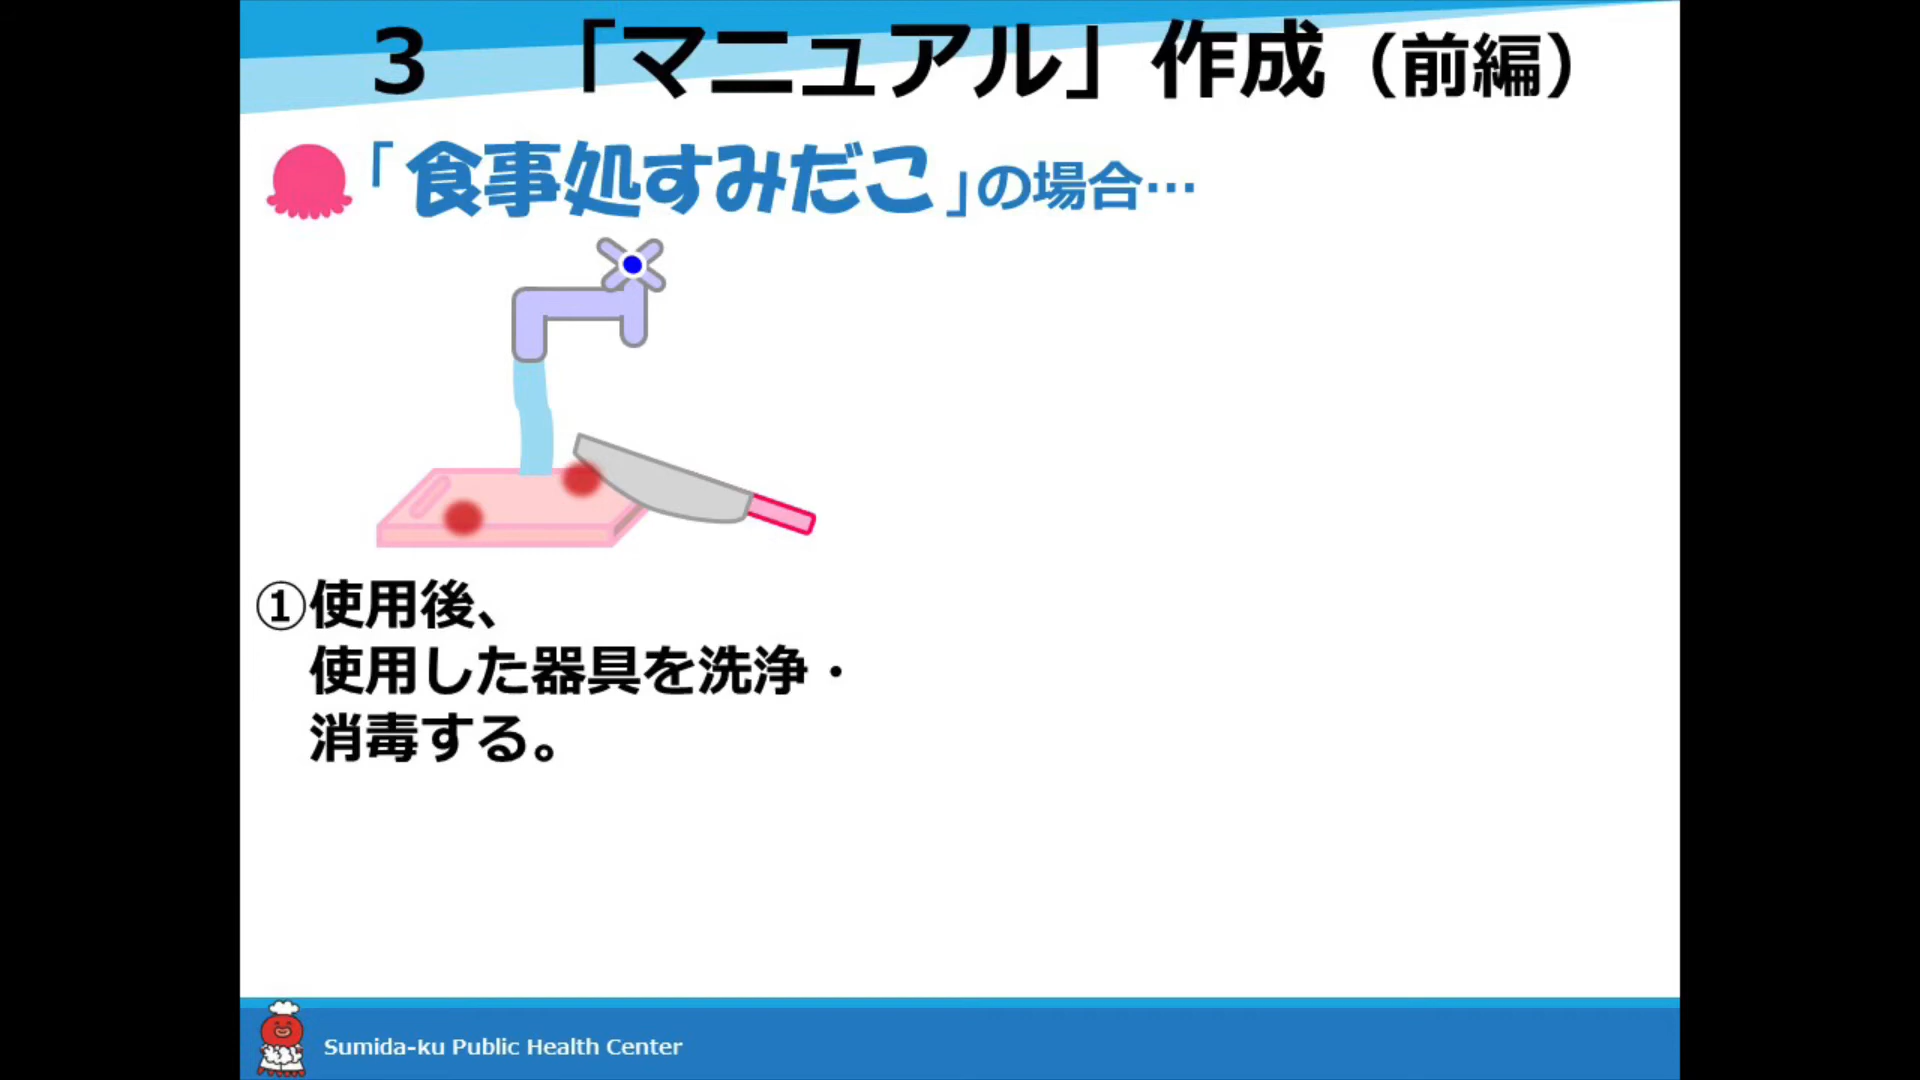 3 「マニュアル」作成（前編）
「食事処すみだこ」の場合…
①使用後、
使用した器具を洗浄・
消毒する。
Sumida-ku Public Health Center